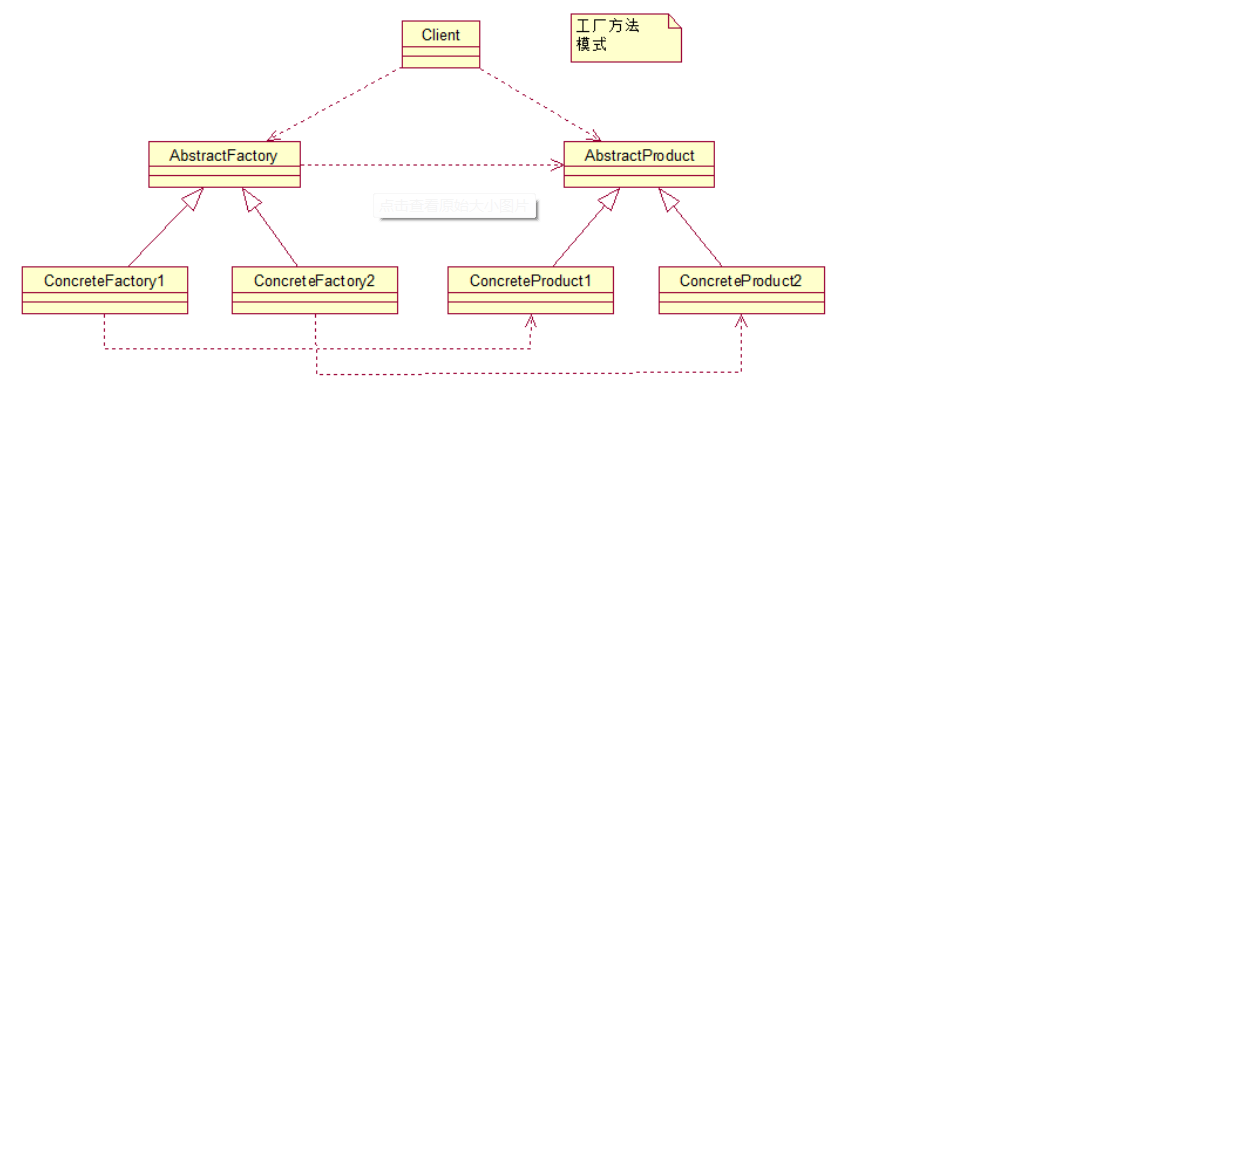 Client
工厂方法
模式
AbstractFactory
AbstractProduct
点击查看原始大小图片
ConcreteFactory1
ConcreteFactory2
ConcreteProduct1
ConcreteProduct2